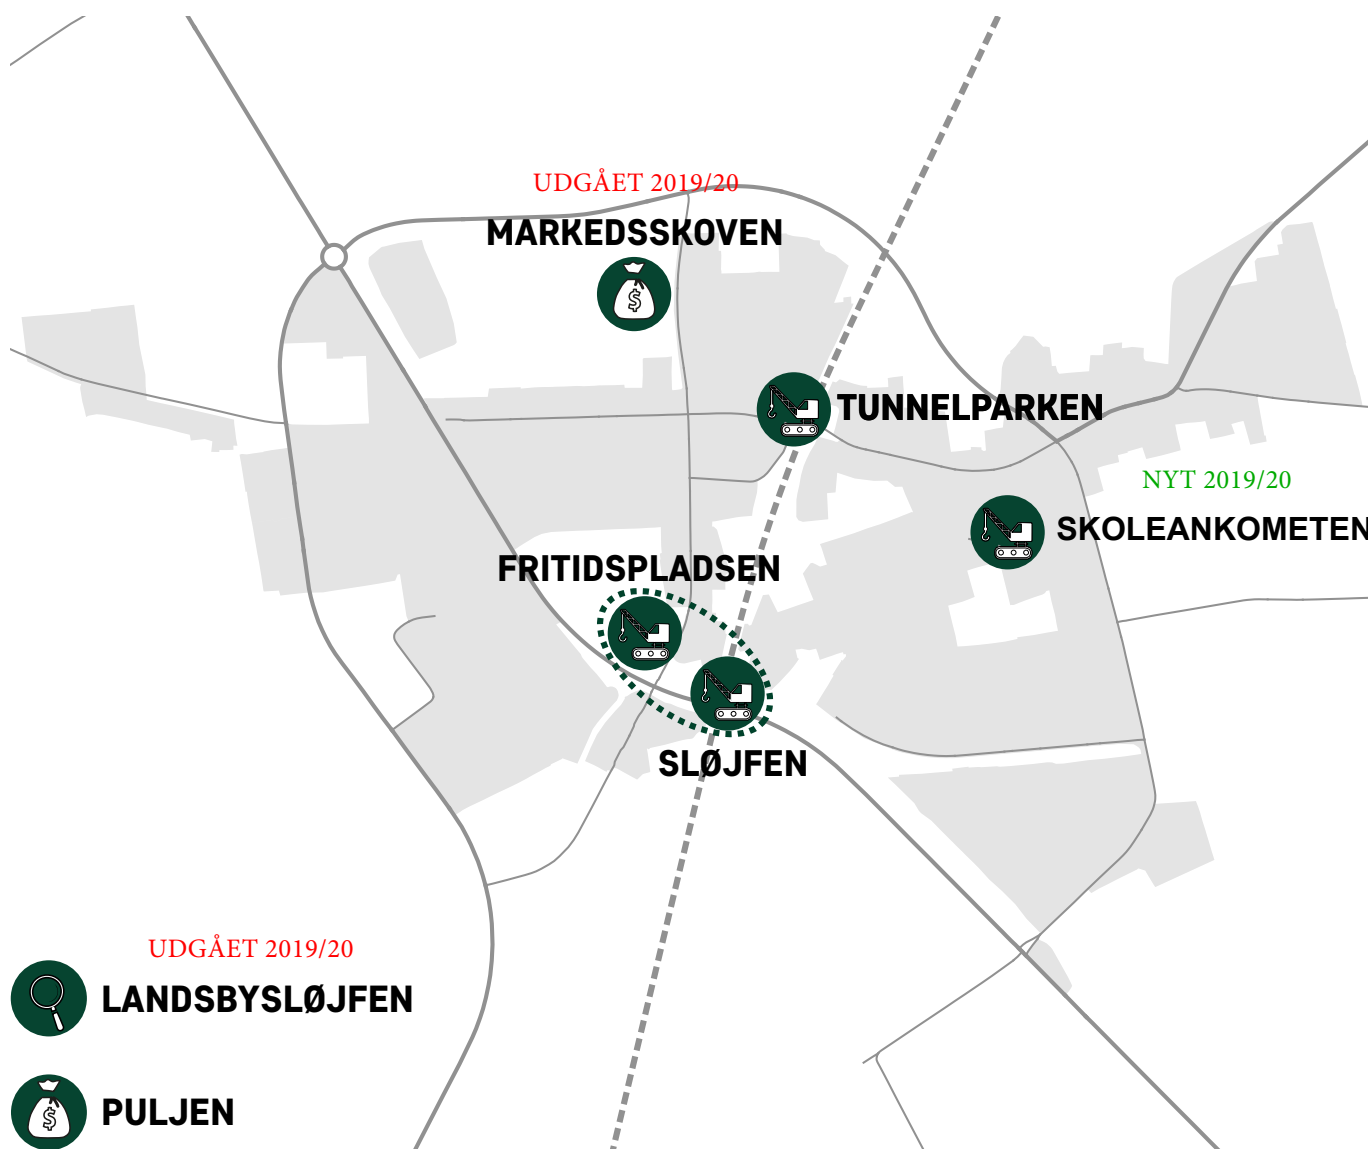 UDGÅET 2019/20
MARKEDSSKOVEN
$
TUNNELPARKEN
NYT 2019/20
SKOLEANKOMETEN
FRITIDSPLADSEN
SLØJFEN
UDGÅET 2019/20
LANDSBYSLØJFEN
$
PULJEN